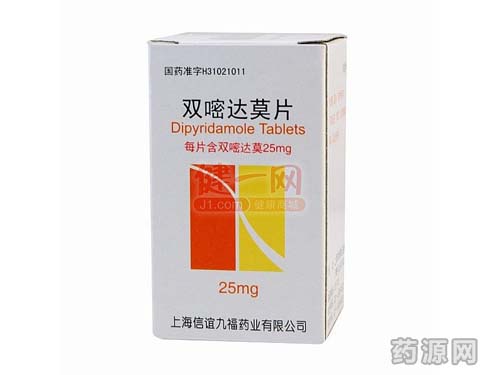 国药准字H31021011
双嘧达莫片
Dipyridamole Tablets
每片含双嘧达莫25mg
健一网
J1.com 健康商城
25mg
上海信谊九福药业有限公司
药源网